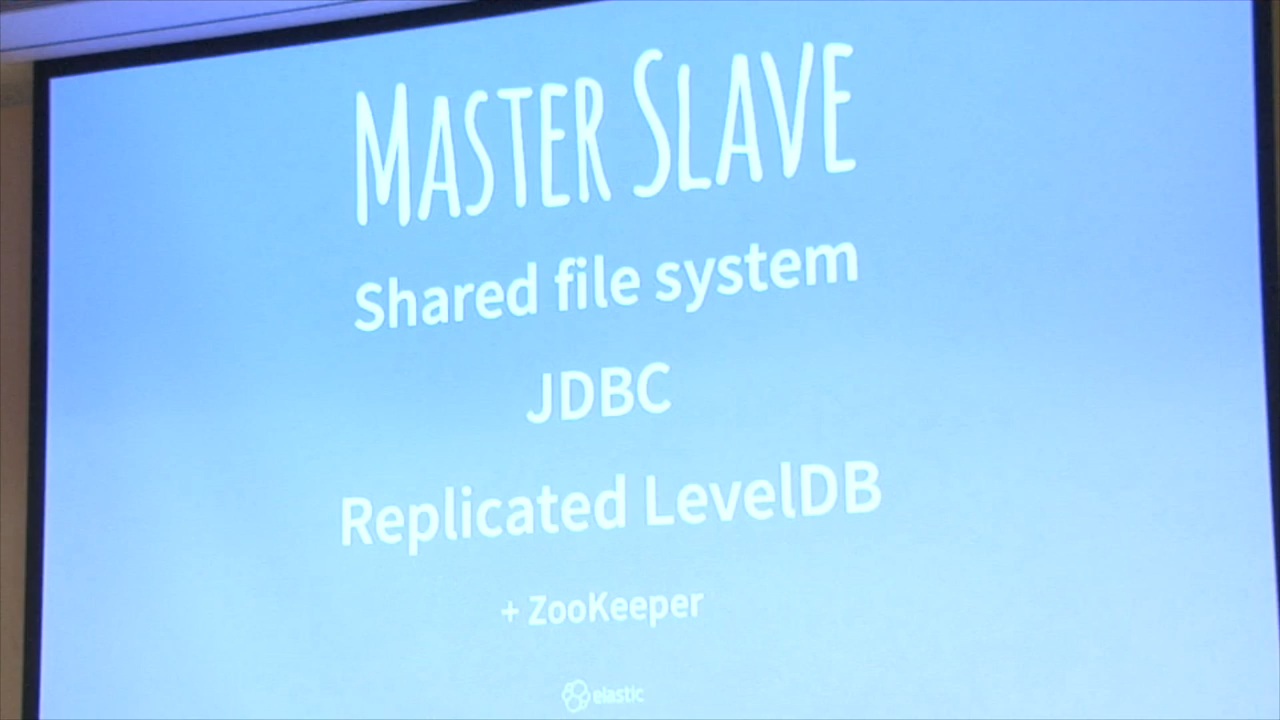 MASTER SLAVE
Shared file system
JDBC
Replicated LevelDB
+ ZooKeeper
elastic